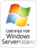 CERTIFIED FOR
Windows
Server®2008 R2